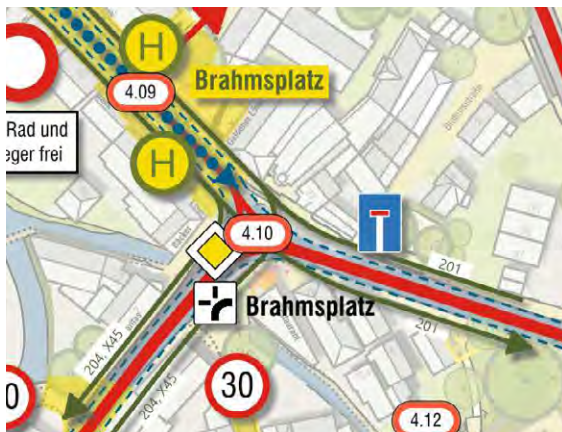 H
4.09
Brahmsplatz
Rad und
eger frei
H
4.10
201
Brahmsplatz
201
204, X45
204, X45
0
30
4.12